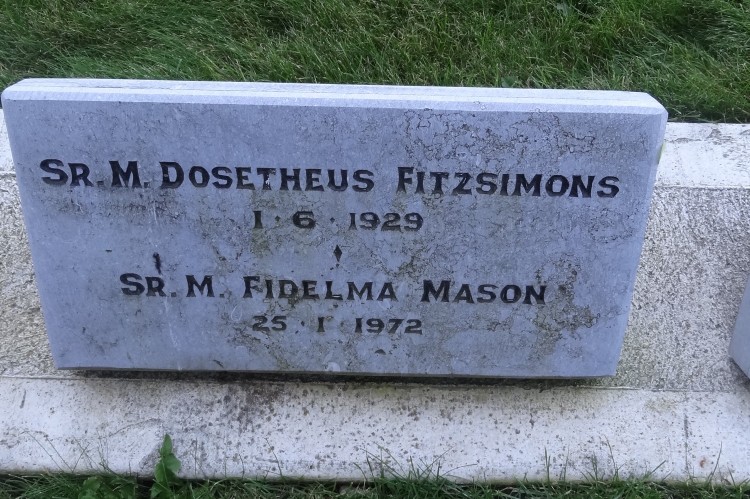 Sr. M. Dosetheus Fitzsimons
1 · 6 · 1929
Sr. M. Fidelma Mason
25 · 1 · 1972